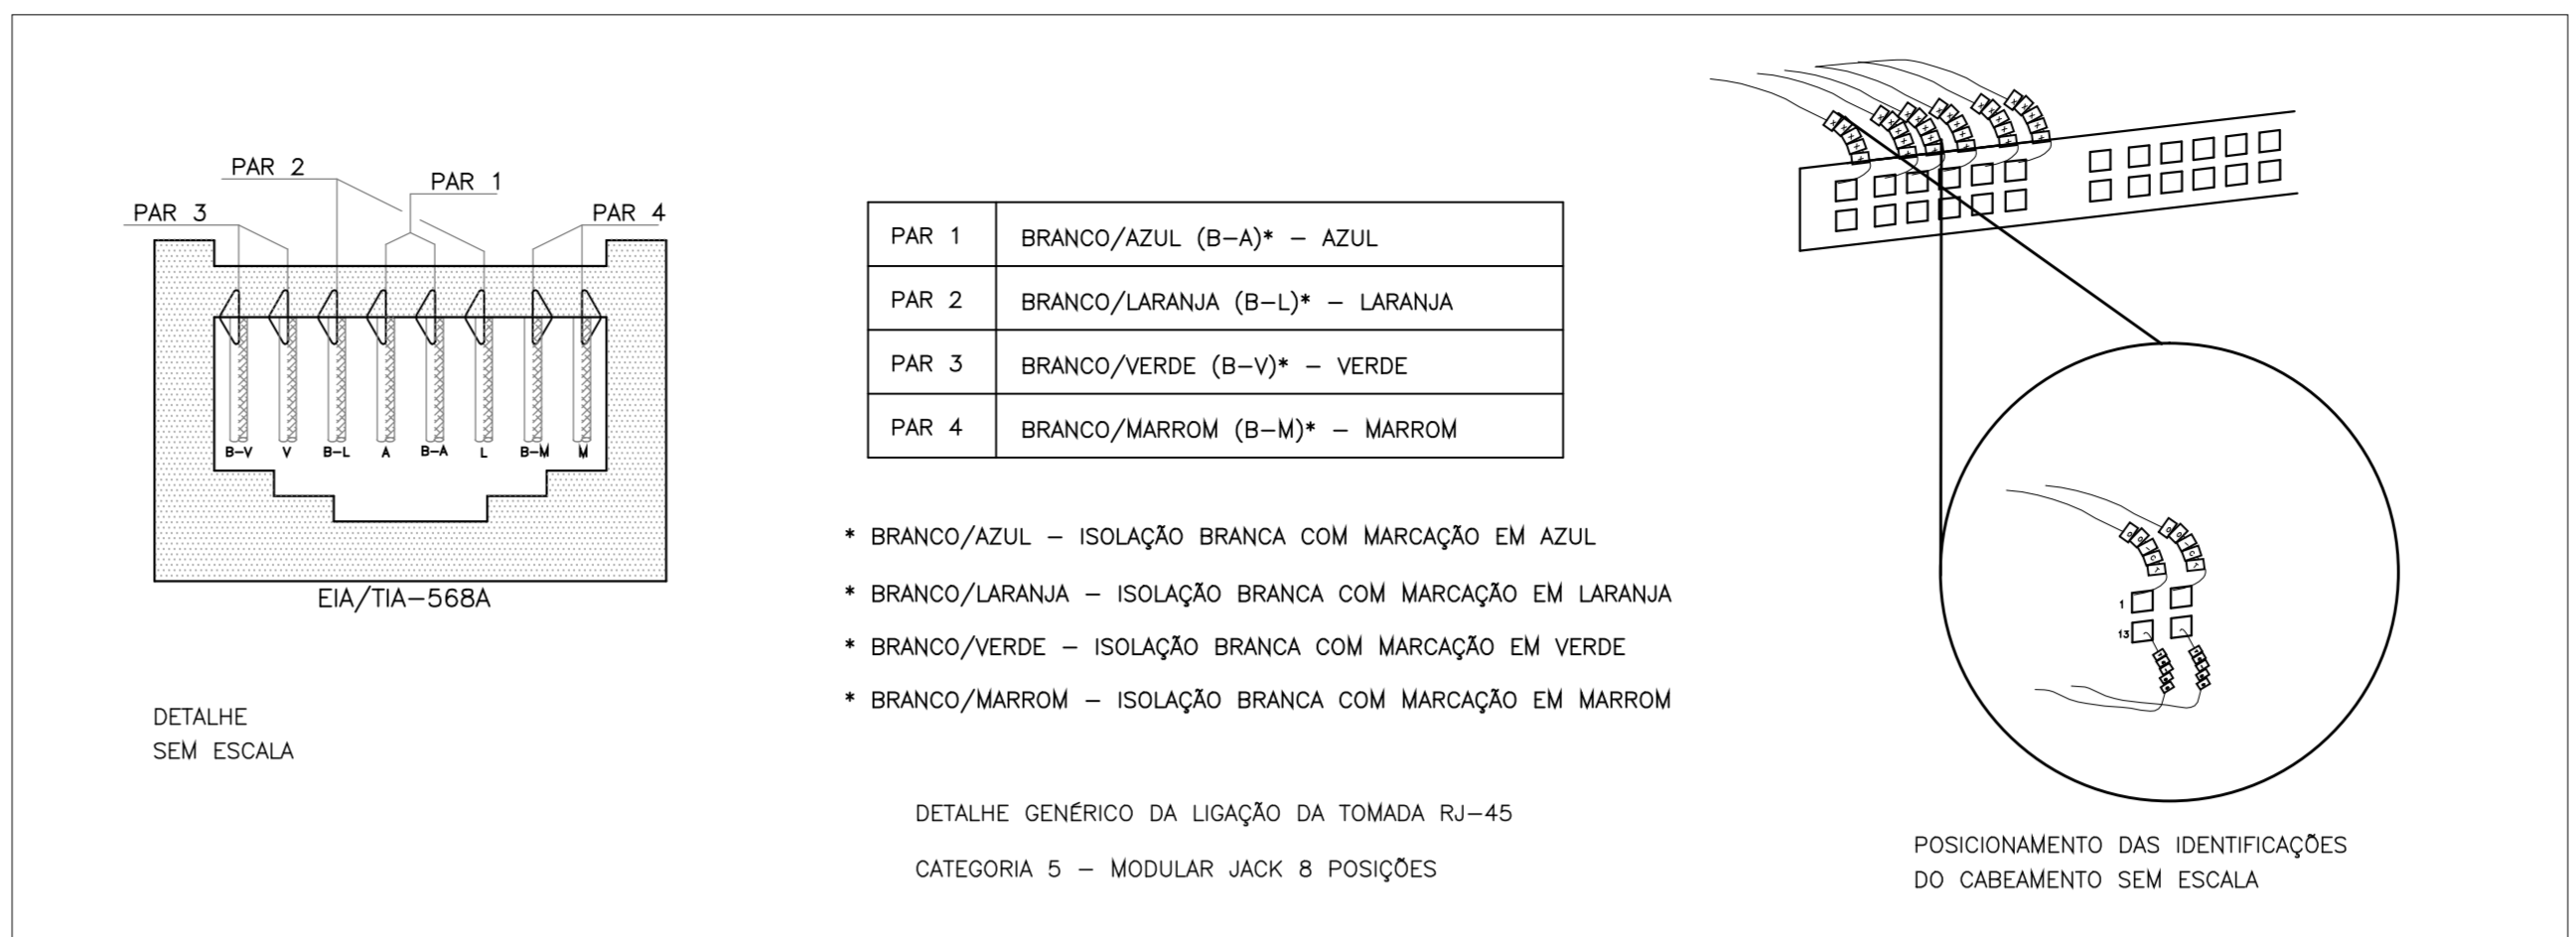 PAR 2
PAR 1
PAR 3
PAR 4
B-V V B-L A B-A L B-M M
EIA/TIA-568A
DETALHE
SEM ESCALA
PAR 1 BRANCO/AZUL (B-A)* - AZUL
PAR 2 BRANCO/LARANJA (B-L)* - LARANJA
PAR 3 BRANCO/VERDE (B-V)* - VERDE
PAR 4 BRANCO/MARROM (B-M)* - MARROM
* BRANCO/AZUL - ISOLAÇÃO BRANCA COM MARCAÇÃO EM AZUL
* BRANCO/LARANJA - ISOLAÇÃO BRANCA COM MARCAÇÃO EM LARANJA
* BRANCO/VERDE - ISOLAÇÃO BRANCA COM MARCAÇÃO EM VERDE
* BRANCO/MARROM - ISOLAÇÃO BRANCA COM MARCAÇÃO EM MARROM
DETALHE GENÉRICO DA LIGAÇÃO DA TOMADA RJ-45
CATEGORIA 5 - MODULAR JACK 8 POSIÇÕES
1
13
POSICIONAMENTO DAS IDENTIFICAÇÕES
DO CABEAMENTO SEM ESCALA